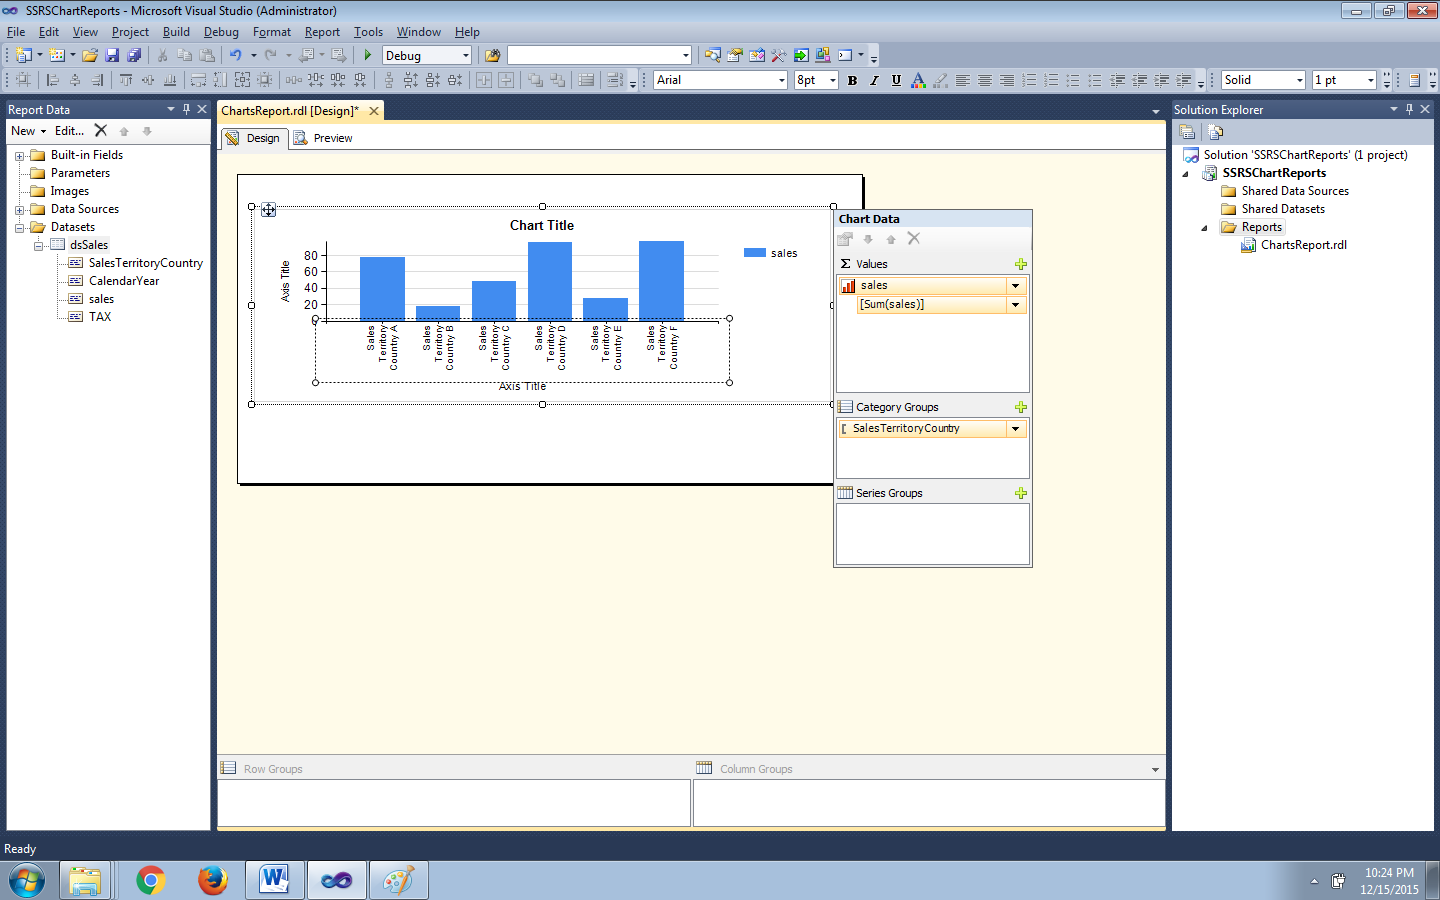 SSRSChartReports - Microsoft Visual Studio (Administrator)
File Edit View Project Build Debug Format Report Tools Window Help
Debug
Arial 8pt B I U A Solid 1 pt
Report Data
New Edit...
Built-in Fields
Parameters
Images
Data Sources
Datasets
dsSales
SalesTerritoryCountry
CalendarYear
sales
TAX
ChartsReport.rdl [Design]*
Design Preview
Chart Title
Axis Title
80
60
40
20
0
sales
Sales Territory Country A
Sales Territory Country B
Sales Territory Country C
Sales Territory Country D
Sales Territory Country E
Sales Territory Country F
Axis Title
Chart Data
Σ Values
sales
[Sum(sales)]
Category Groups
SalesTerritoryCountry
Series Groups
Row Groups
Column Groups
Solution Explorer
Solution 'SSRSChartReports' (1 project)
SSRSChartReports
Shared Data Sources
Shared Datasets
Reports
ChartsReport.rdl
Ready
10:24 PM
12/15/2015